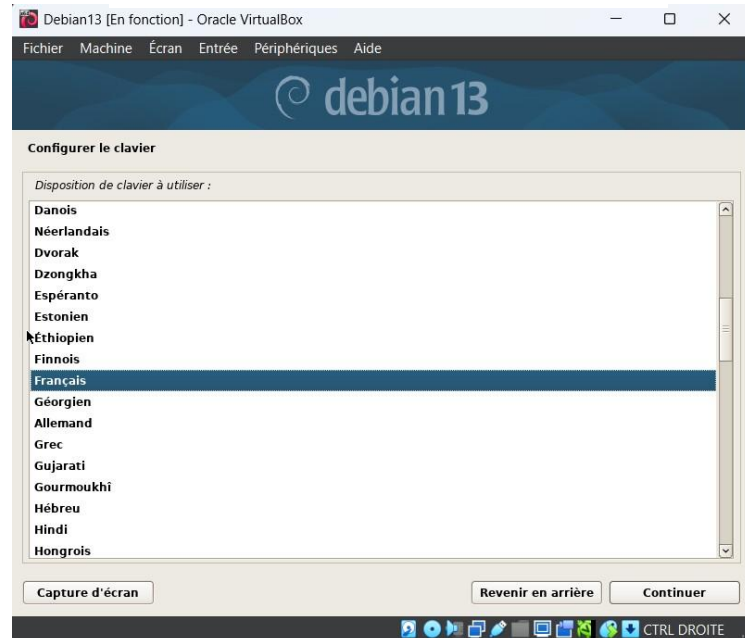 Debian13 [En fonction] - Oracle VirtualBox
Fichier Machine Écran Entrée Périphériques Aide
debian 13
Configurer le clavier
Disposition de clavier à utiliser :
Danois
Néerlandais
Dvorak
Dzongkha
Espéranto
Estonien
Éthiopien
Finnois
Français
Géorgien
Allemand
Grec
Gujarati
Gourmoukhî
Hébreu
Hindi
Hongrois
Capture d'écran Revenir en arrière Continuer
CTRL DROITE